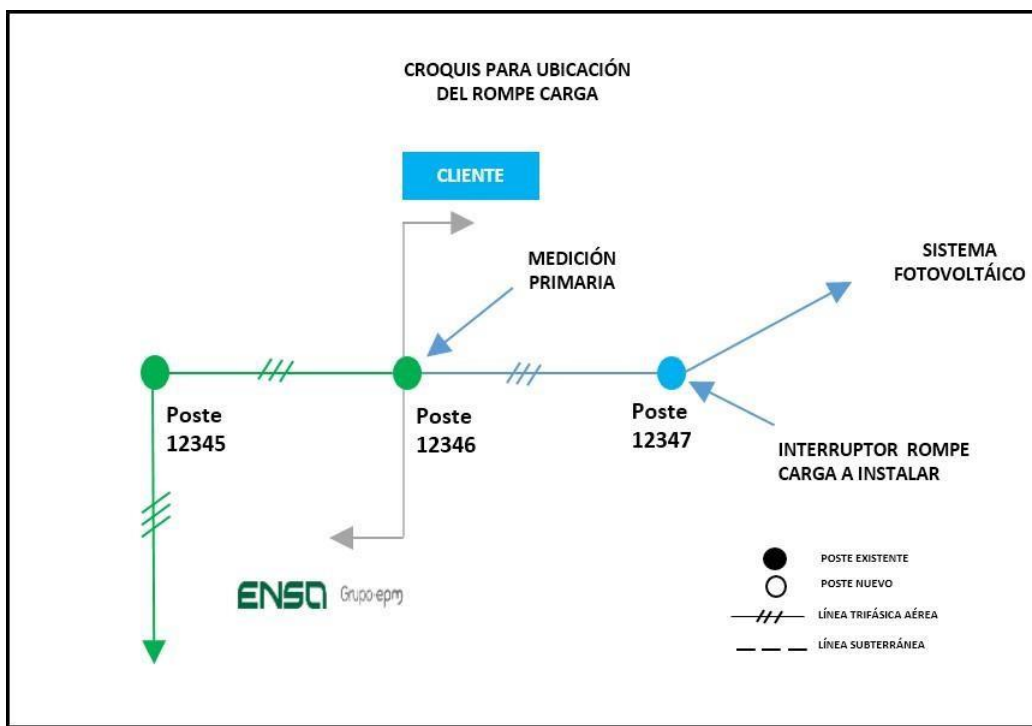 CROQUIS PARA UBICACIÓN
DEL ROMPE CARGA
CLIENTE
MEDICIÓN
PRIMARIA
SISTEMA
FOTOVOLTÁICO
Poste
12345
Poste
12346
Poste
12347
INTERRUPTOR ROMPE
CARGA A INSTALAR
ENSA Grupo·epm
POSTE EXISTENTE
POSTE NUEVO
LÍNEA TRIFÁSICA AÉREA
LÍNEA SUBTERRÁNEA